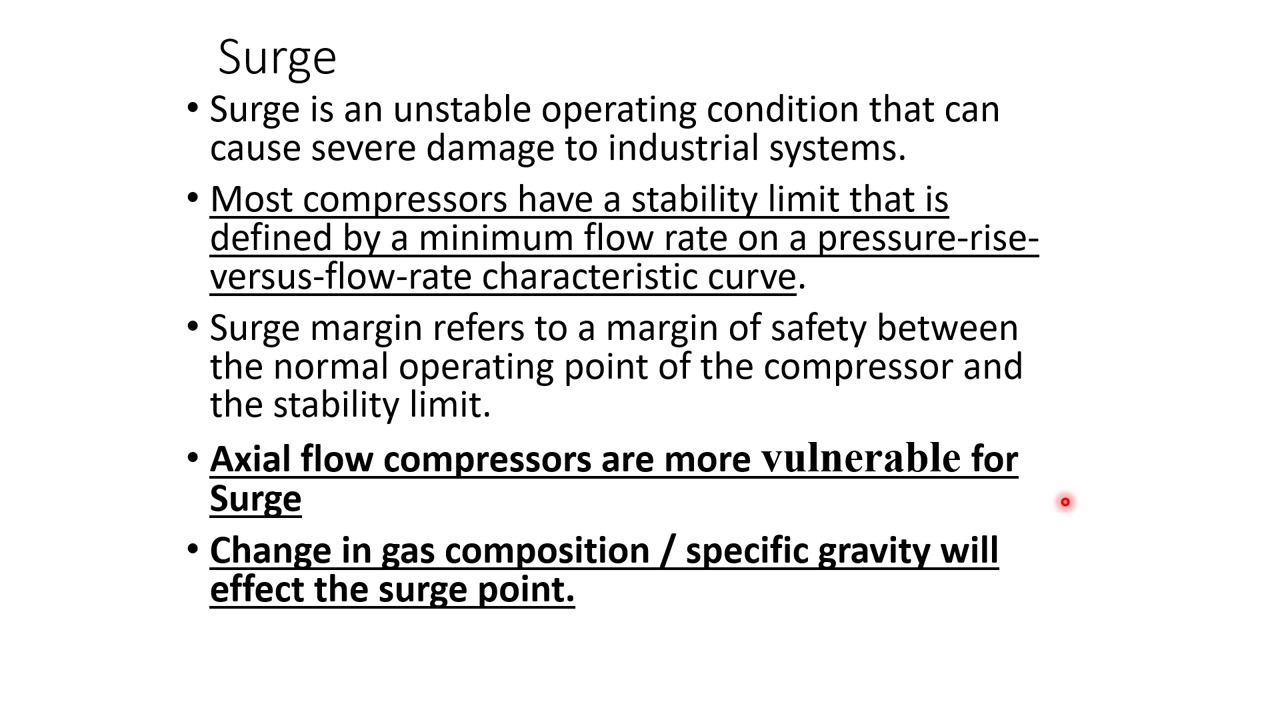 Surge
• Surge is an unstable operating condition that can
cause severe damage to industrial systems.
• Most compressors have a stability limit that is
defined by a minimum flow rate on a pressure-rise-
versus-flow-rate characteristic curve.
• Surge margin refers to a margin of safety between
the normal operating point of the compressor and
the stability limit.
• Axial flow compressors are more vulnerable for
Surge
• Change in gas composition / specific gravity will
effect the surge point.